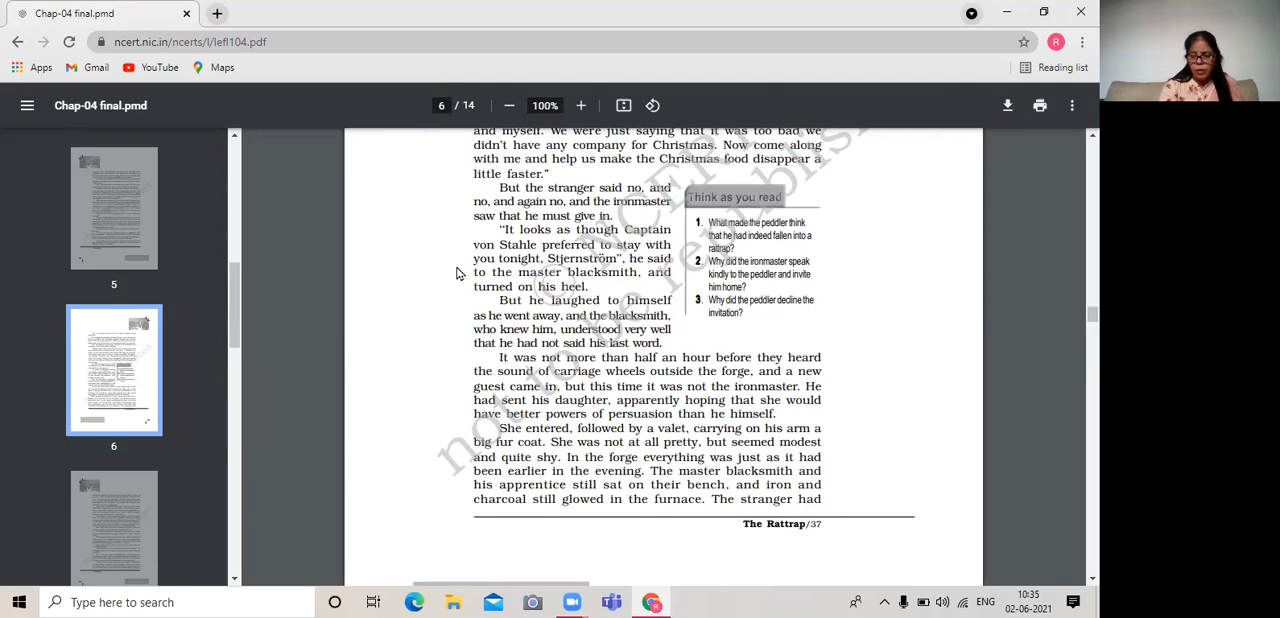 Chap-04 final.pmd
ncert.nic.in/ncerts/l/lefl104.pdf
R
Apps
Gmail
YouTube
Maps
Reading list
Chap-04 final.pmd
6 / 14
100%
5
6
and myself. We were just saying that it was too bad we
didn't have any company for Christmas. Now come along
with me and help us make the Christmas food disappear a
little faster."
But the stranger said no, and
no, and again no, and the ironmaster
saw that he must give in.
"It looks as though Captain
von Stahle preferred to stay with
you tonight, Stjernström", he said
to the master blacksmith, and
turned on his heel.
But he laughed to himself
as he went away, and the blacksmith,
who knew him, understood very well
that he had not said his last word.
Think as you read
1. What made the peddler think
that he had indeed fallen into a
rattrap?
2. Why did the ironmaster speak
kindly to the peddler and invite
him home?
3. Why did the peddler decline the
invitation?
It was not more than half an hour before they heard
the sound of carriage wheels outside the forge, and a new
guest came in, but this time it was not the ironmaster. He
had sent his daughter, apparently hoping that she would
have better powers of persuasion than he himself.
She entered, followed by a valet, carrying on his arm a
big fur coat. She was not at all pretty, but seemed modest
and quite shy. In the forge everything was just as it had
been earlier in the evening. The master blacksmith and
his apprentice still sat on their bench, and iron and
charcoal still glowed in the furnace. The stranger had
The Rattrap/37
© NCERT
not to be republished
Type here to search
ENG
10:35
02-06-2021